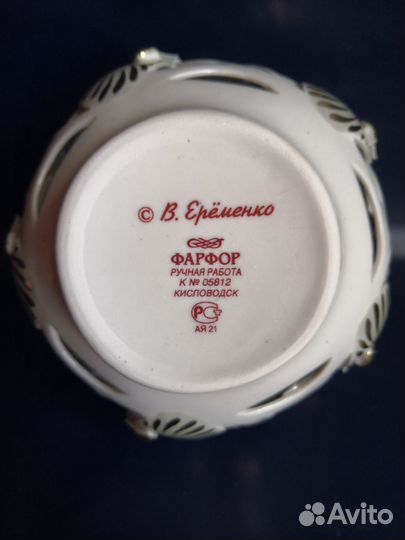 © В. Ерёменко
ФАРФОР
РУЧНАЯ РАБОТА
К № 05812
КИСЛОВОДСК
РС
АЯ 21
Avito